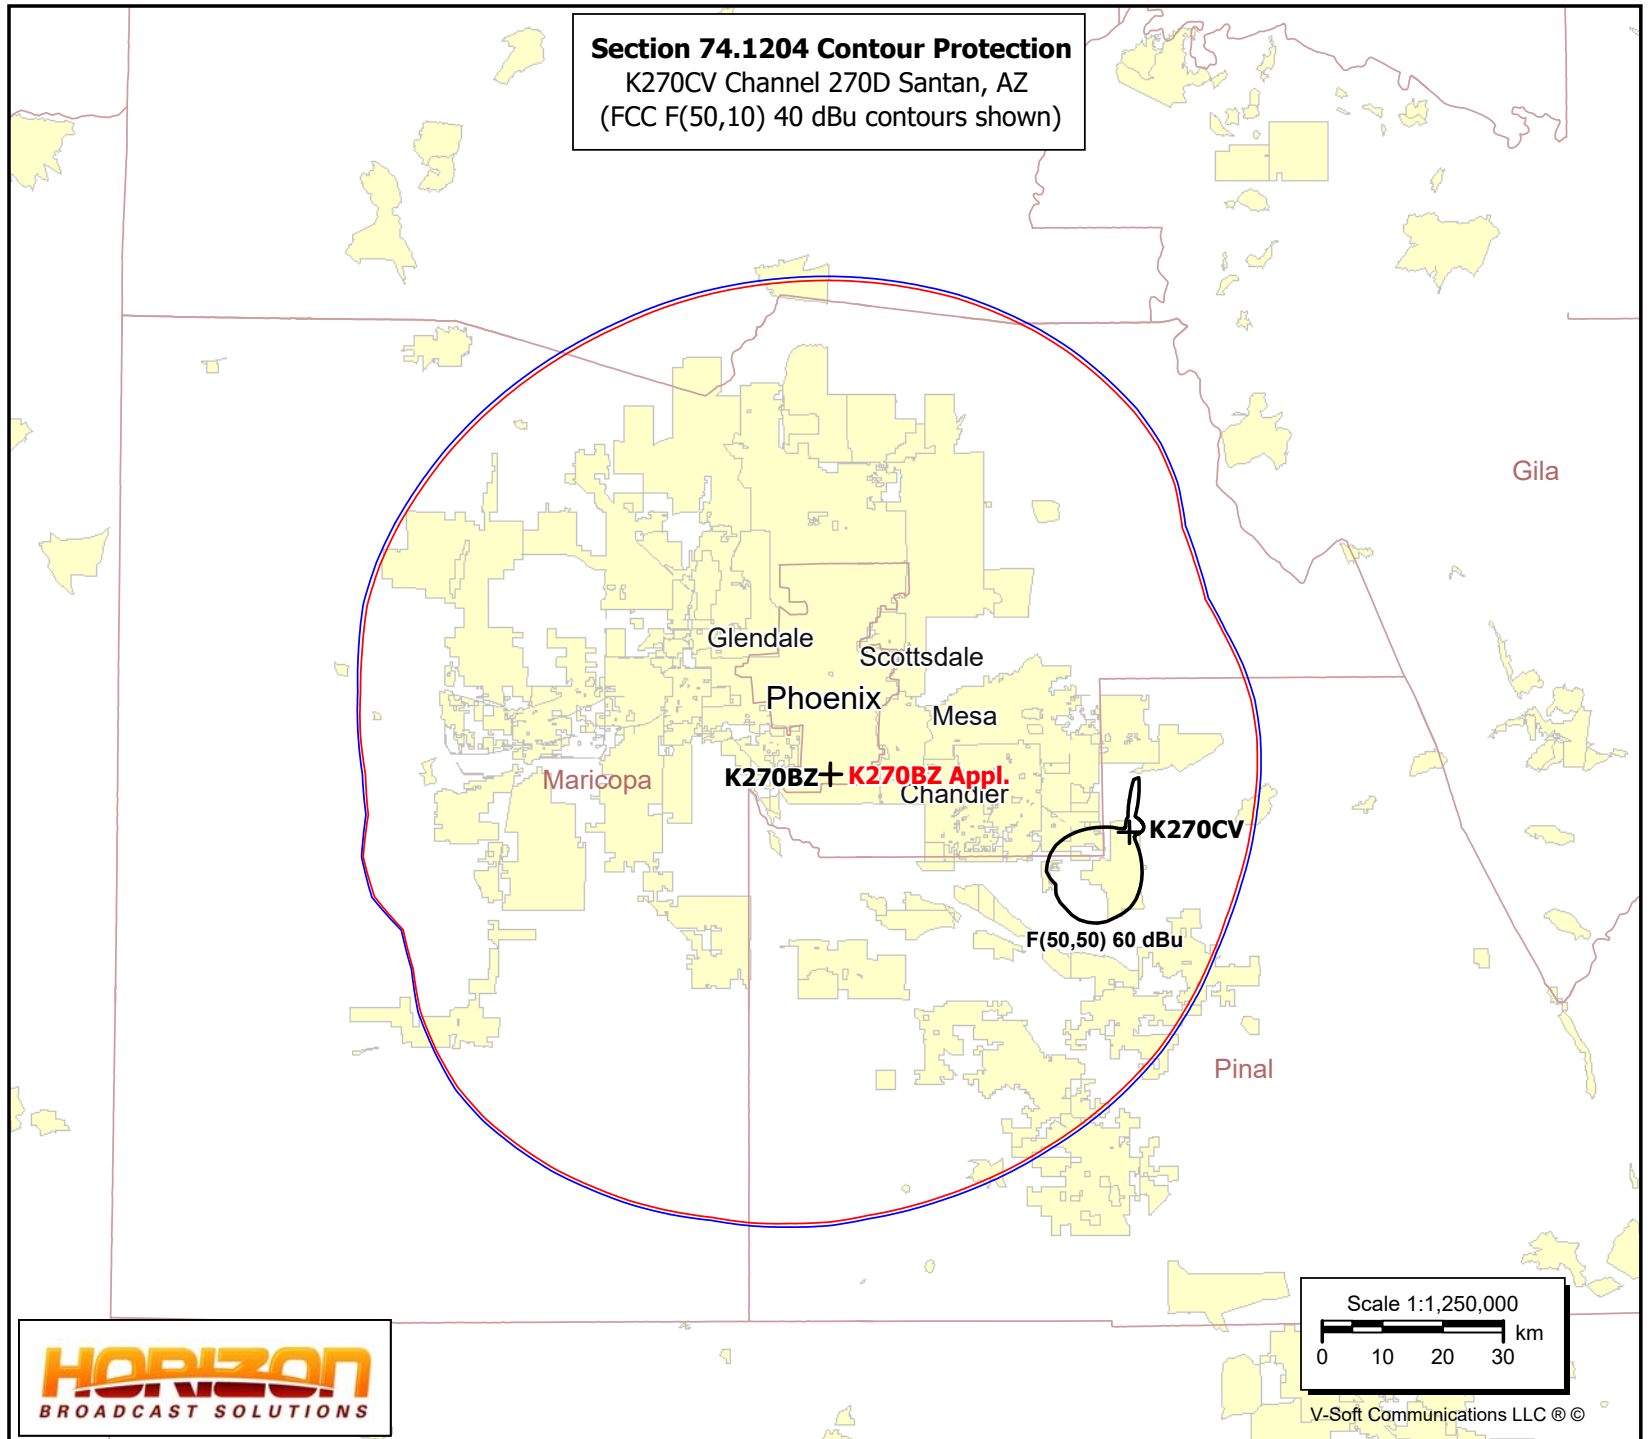 Section 74.1204 Contour Protection
K270CV Channel 270D Santan, AZ
(FCC F(50,10) 40 dBu contours shown)
Gila
Glendale
Scottsdale
Phoenix
Mesa
Maricopa
K270BZ
K270BZ Appl.
Chandler
K270CV
F(50,50) 60 dBu
Pinal
Scale 1:1,250,000
km
0 10 20 30
HORIZON
BROADCAST SOLUTIONS
V-Soft Communications LLC ® ©